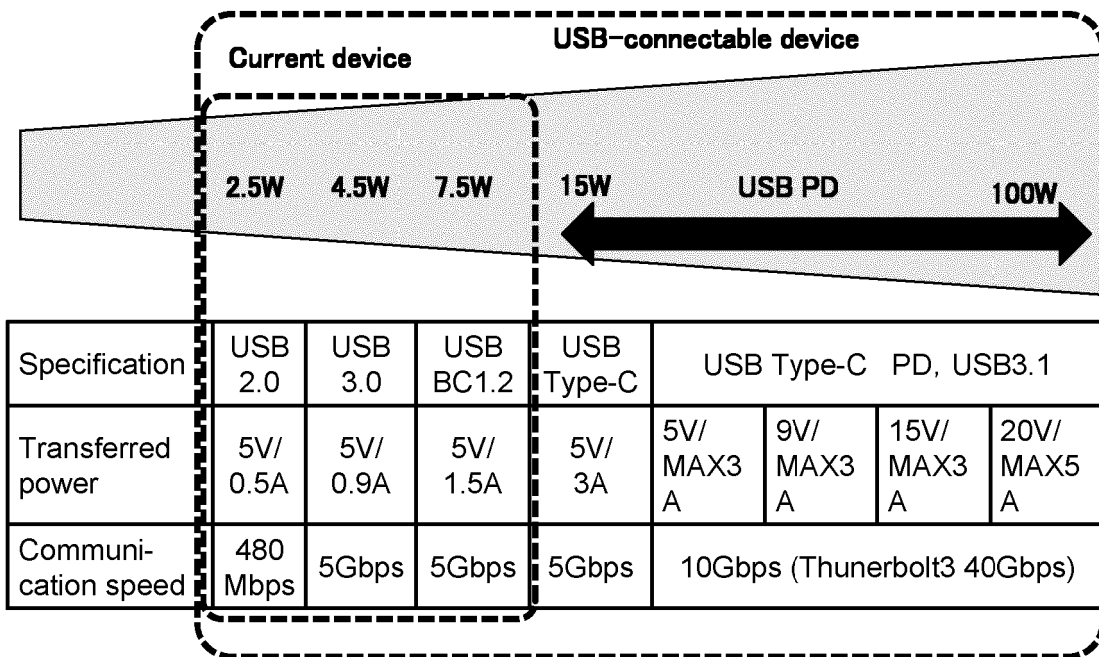 USB-connectable device
Current device
2.5W 4.5W 7.5W 15W USB PD 100W
Specification
USB
2.0
USB
3.0
USB
BC1.2
USB
Type-C
USB Type-C PD, USB3.1
Transferred
power
5V/
0.5A
5V/
0.9A
5V/
1.5A
5V/
3A
5V/
MAX3
A
9V/
MAX3
A
15V/
MAX3
A
20V/
MAX5
A
Communi-
cation speed
480
Mbps
5Gbps
5Gbps
5Gbps
10Gbps (Thunerbolt3 40Gbps)